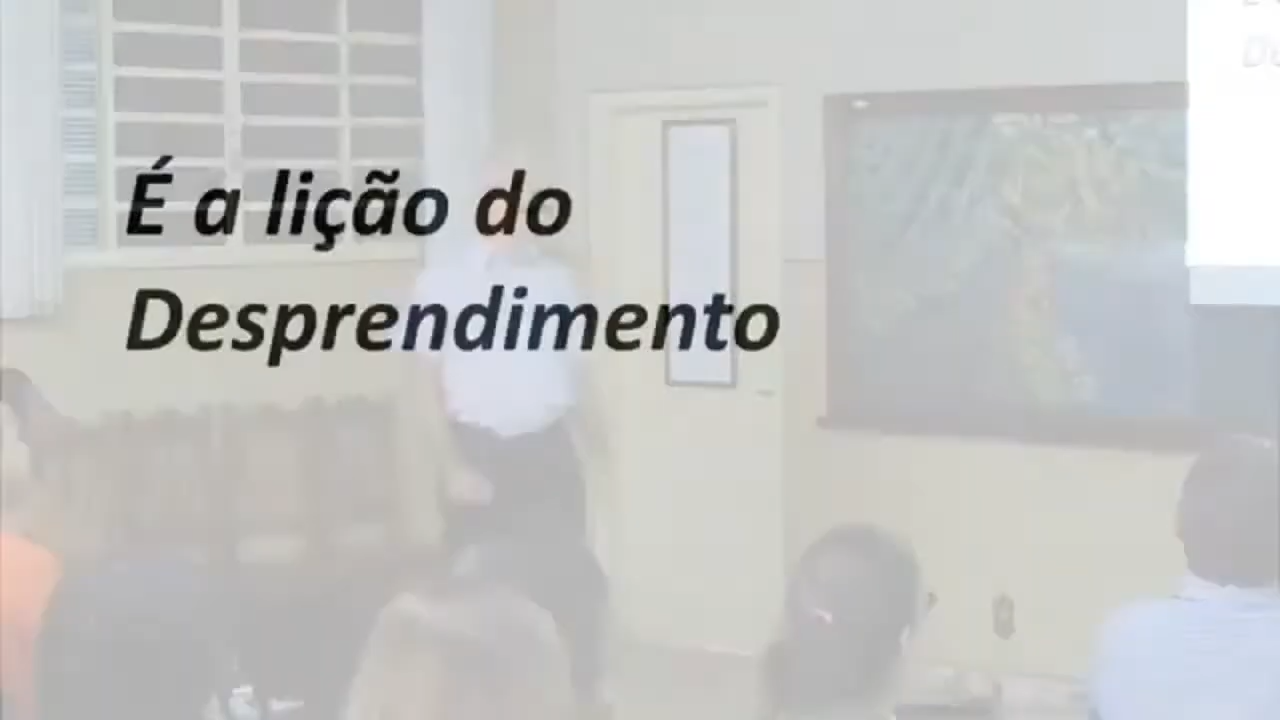 É a lição do
Desprendimento